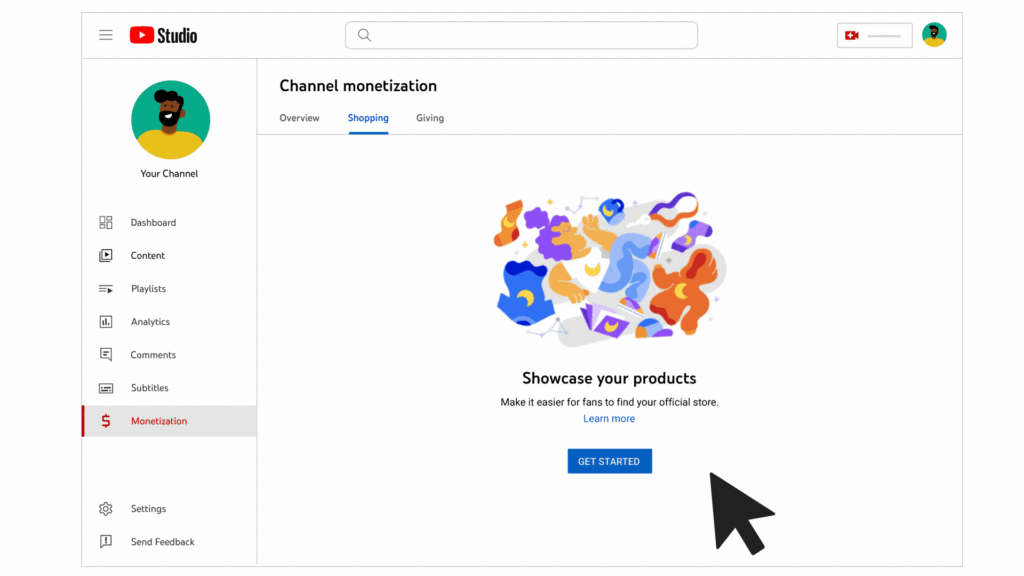 Studio
Channel monetization
Overview Shopping Giving
Your Channel
Dashboard
Content
Playlists
Analytics
Comments
Subtitles
Monetization
Settings
Send Feedback
Showcase your products
Make it easier for fans to find your official store.
Learn more
GET STARTED